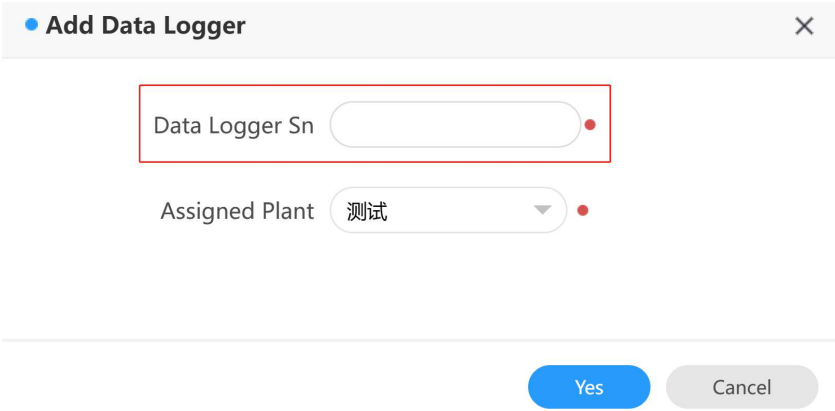 Add Data Logger
Data Logger Sn
Assigned Plant 测试
Yes Cancel